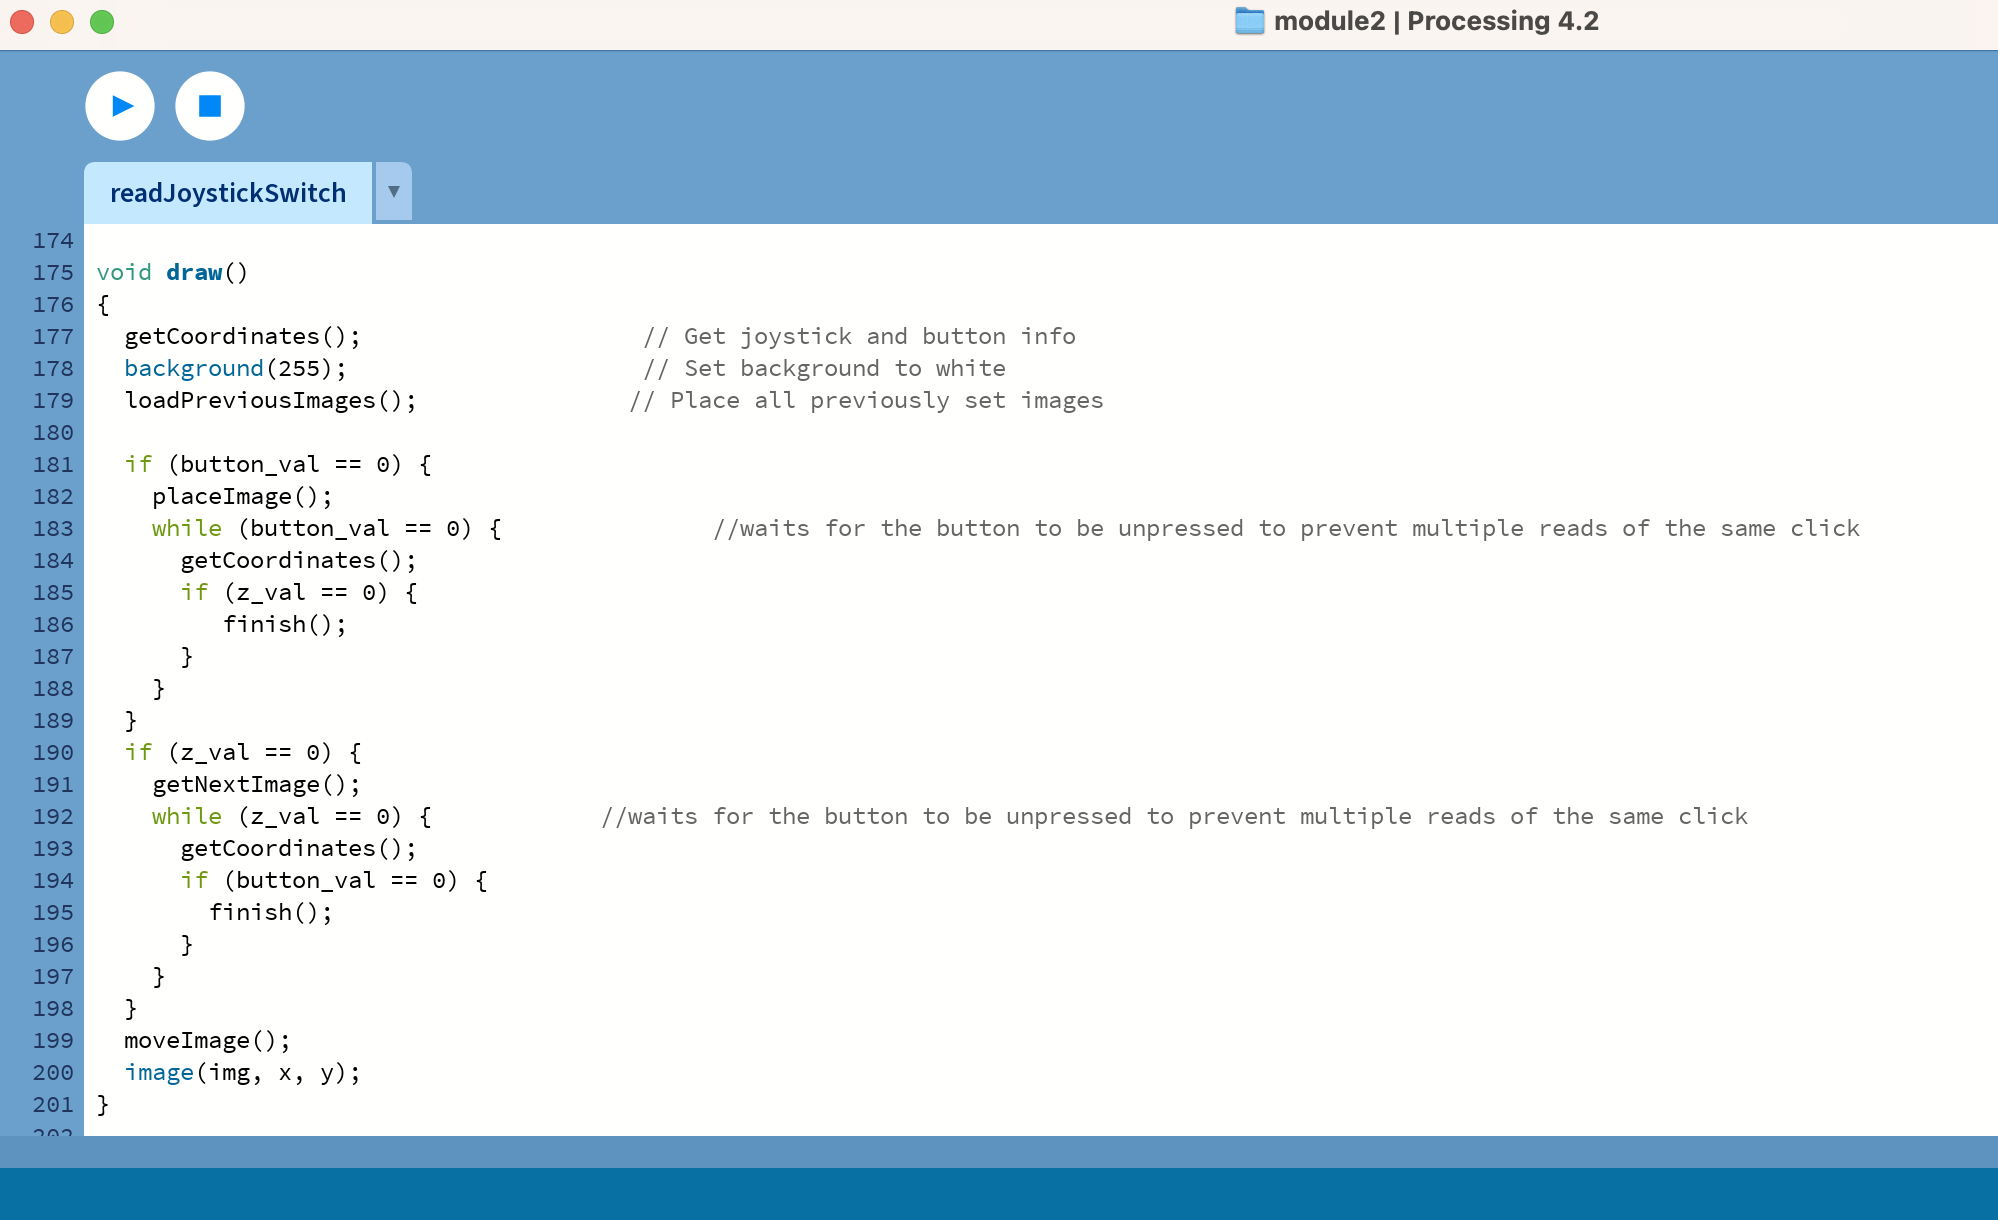 module2 | Processing 4.2
readJoystickSwitch
174
175 void draw()
176 {
177 getCoordinates(); // Get joystick and button info
178 background(255); // Set background to white
179 loadPreviousImages(); // Place all previously set images
180
181 if (button_val == 0) {
182 placeImage();
183 while (button_val == 0) { //waits for the button to be unpressed to prevent multiple reads of the same click
184 getCoordinates();
185 if (z_val == 0) {
186 finish();
187 }
188 }
189 }
190 if (z_val == 0) {
191 getNextImage();
192 while (z_val == 0) { //waits for the button to be unpressed to prevent multiple reads of the same click
193 getCoordinates();
194 if (button_val == 0) {
195 finish();
196 }
197 }
198 }
199 moveImage();
200 image(img, x, y);
201 }
202